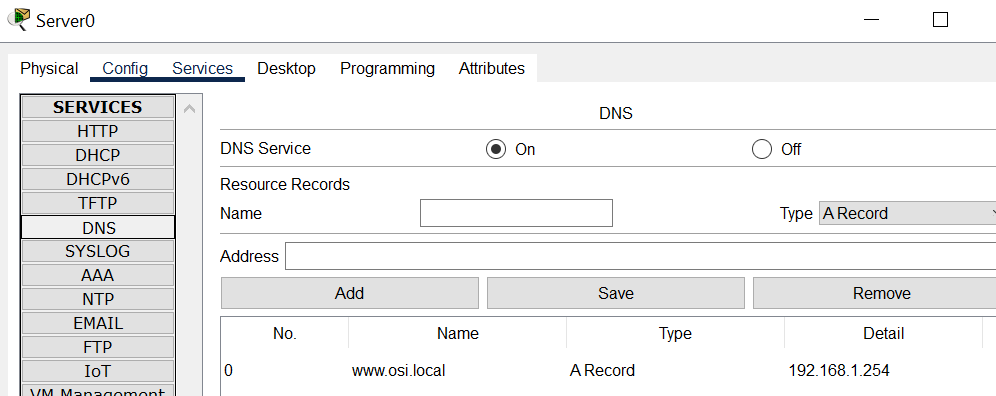 Server0
Physical Config Services Desktop Programming Attributes
SERVICES
HTTP
DHCP
DHCPv6
TFTP
DNS
SYSLOG
AAA
NTP
EMAIL
FTP
IoT
VM Management
DNS
DNS Service On Off
Resource Records
Name Type A Record
Address
Add Save Remove
No. Name Type Detail
0 www.osi.local A Record 192.168.1.254